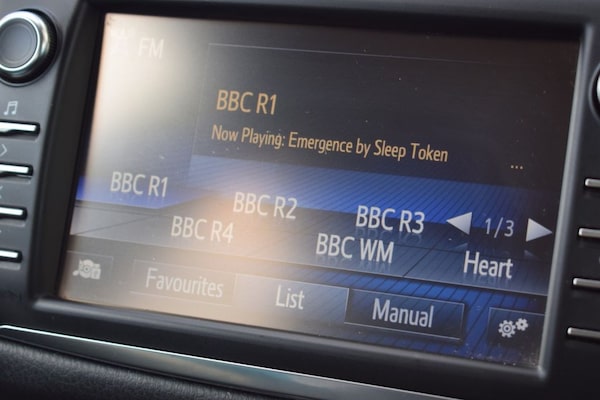 FM
BBC R1
Now Playing: Emergence by Sleep Token
...
BBC R1
BBC R2
BBC R3
1/3
BBC R4
BBC WM
Heart
Favourites
List
Manual